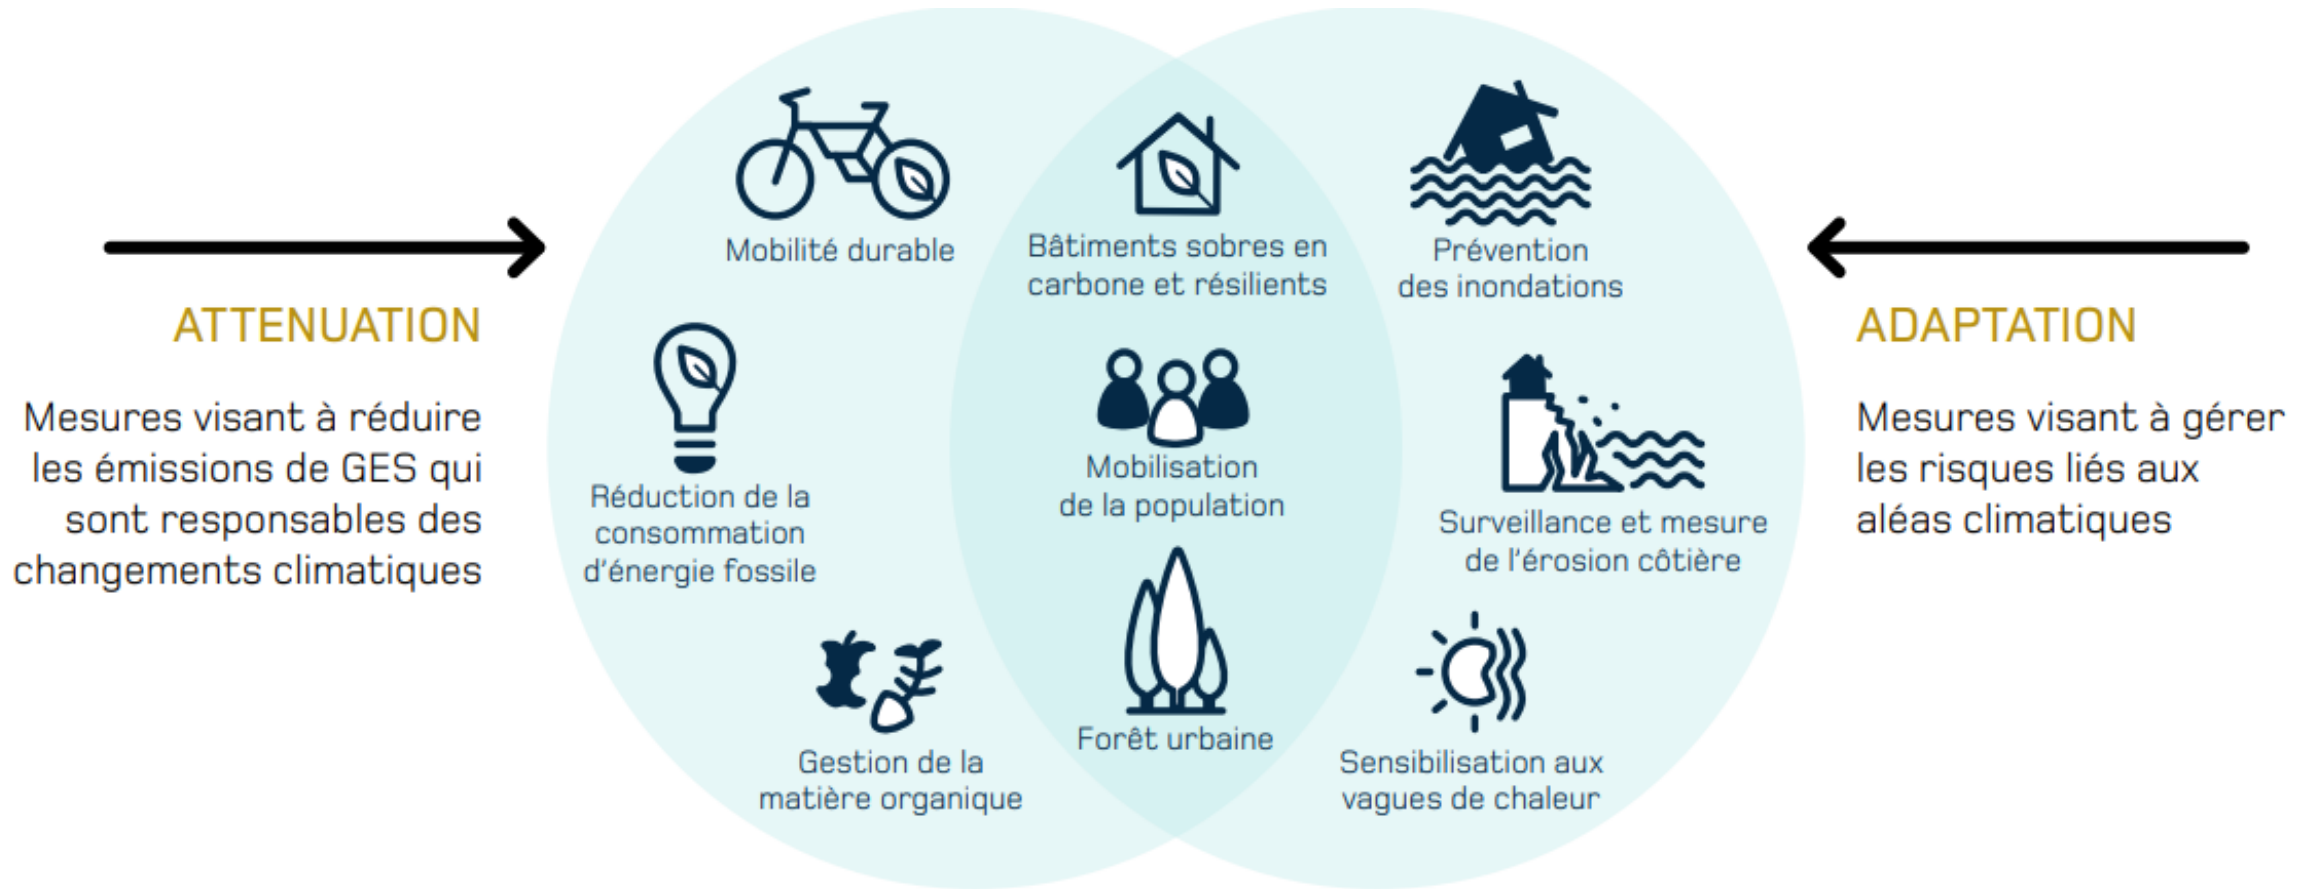 ATTENUATION
Mesures visant à réduire
les émissions de GES qui
sont responsables des
changements climatiques
Mobilité durable
Réduction de la
consommation
d'énergie fossile
Gestion de la
matière organique
Bâtiments sobres en
carbone et résilients
Mobilisation
de la population
Forêt urbaine
Prévention
des inondations
Surveillance et mesure
de l'érosion côtière
Sensibilisation aux
vagues de chaleur
ADAPTATION
Mesures visant à gérer
les risques liés aux
aléas climatiques